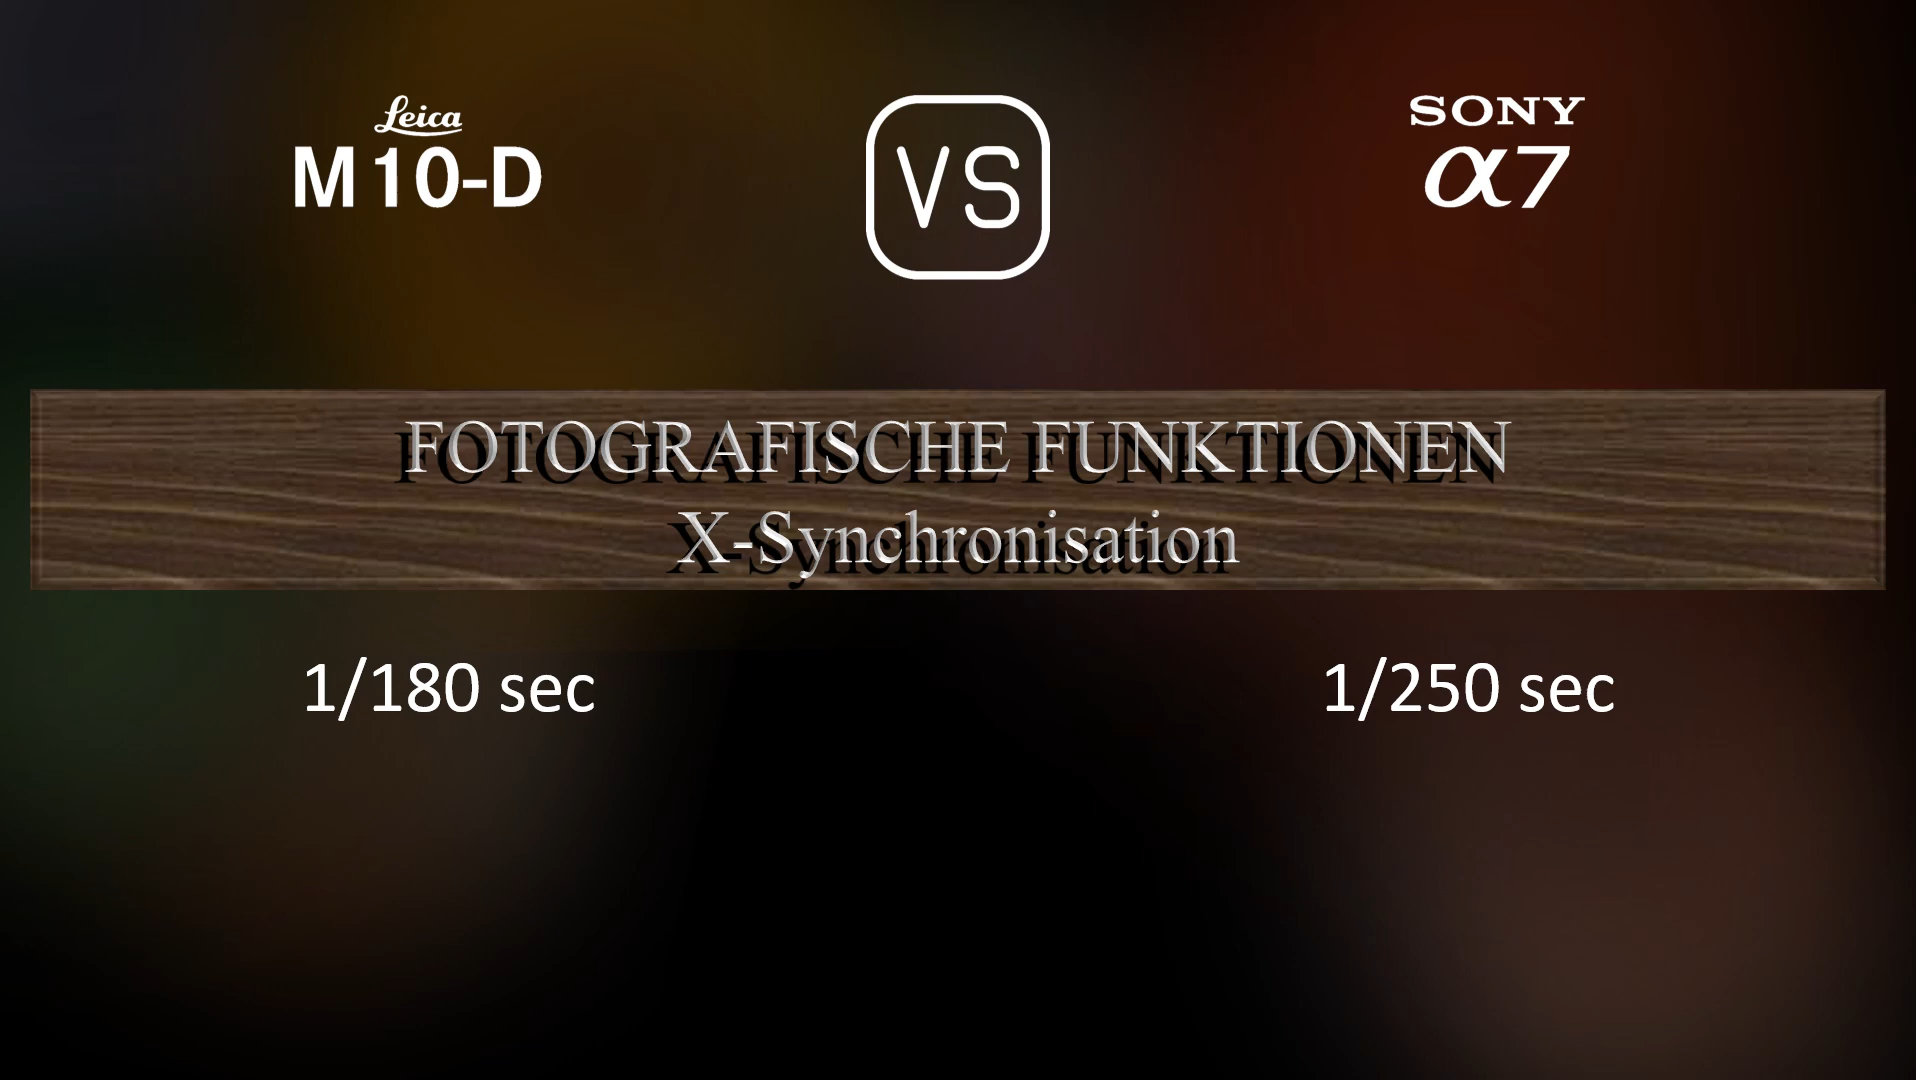 Leica
M10-D
VS
SONY
α7
FOTOGRAFISCHE FUNKTIONEN
X-Synchronisation
1/180 sec
1/250 sec